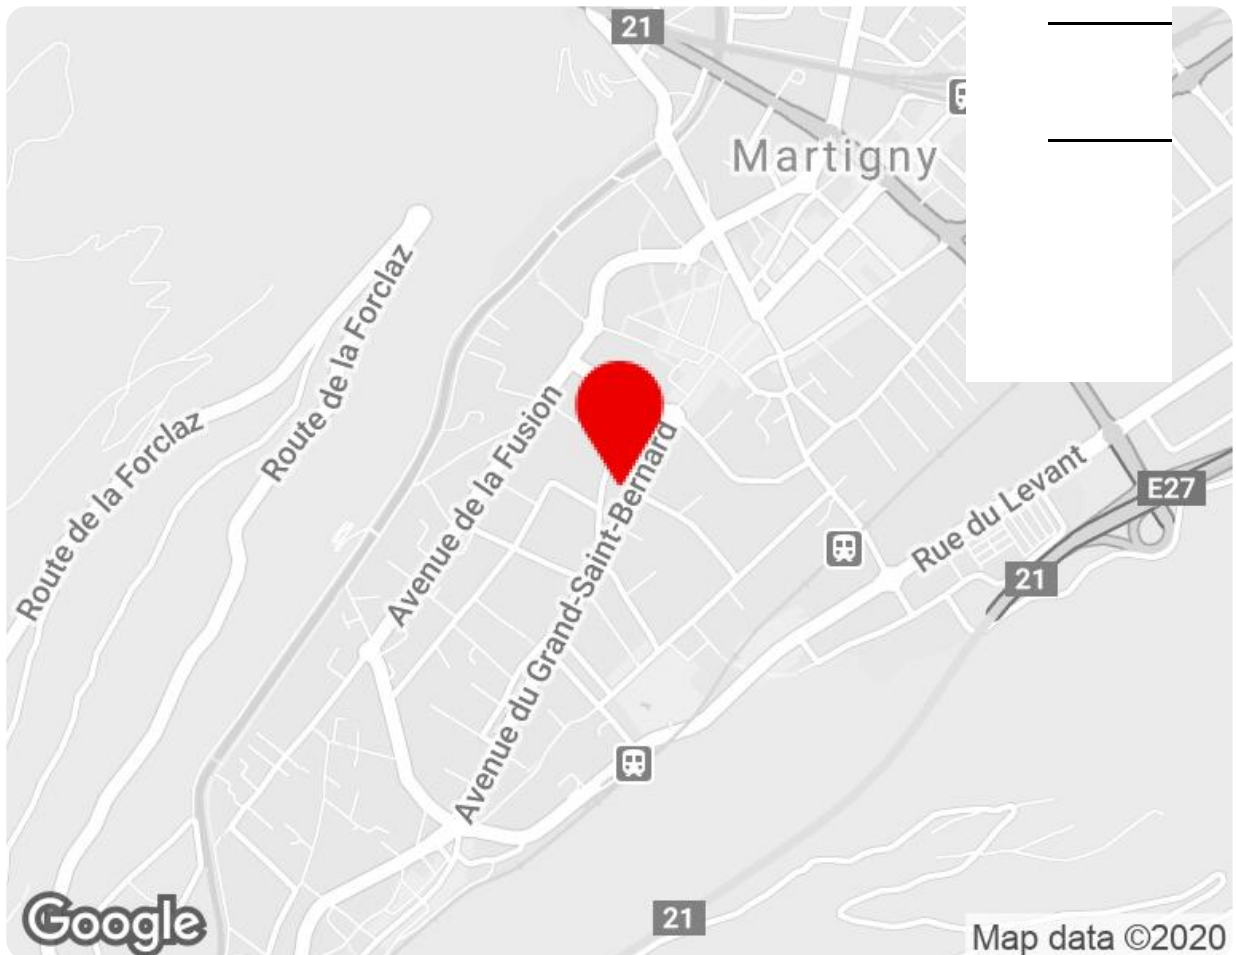 21
Martigny
Route de la Forclaz
Route de la Forclaz
Avenue de la Fusion
Avenue du Grand-Saint-Bernard
Rue du Levant
E27
21
21
Google
Map data ©2020